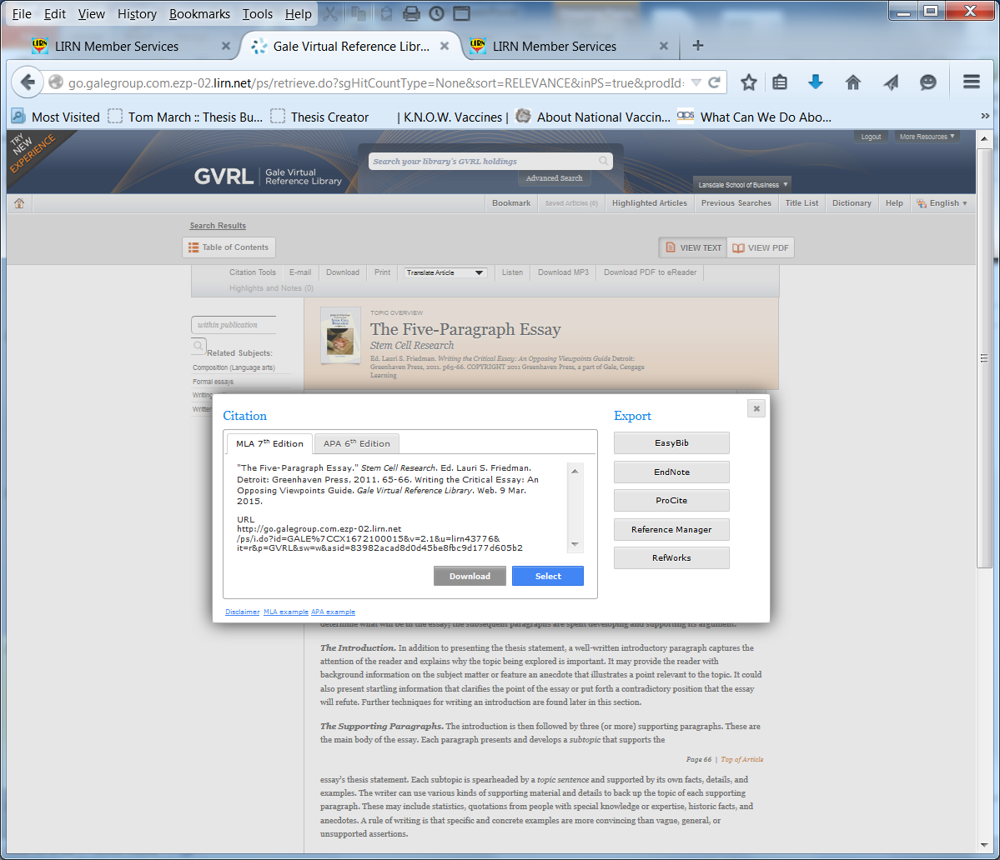 File Edit View History Bookmarks Tools Help
LIRN Member Services
Gale Virtual Reference Libr...
LIRN Member Services
go.galegroup.com.ezp-02.lirn.net/ps/retrieve.do?sgHitCountType=None&sort=RELEVANCE&inPS=true&prodId=
Most Visited Tom March :: Thesis Bu... Thesis Creator | K.N.O.W. Vaccines | About National Vaccin... What Can We Do Abo...
TRY NEW EXPERIENCE
Logout More Resources
Search your library's GVRL holdings
GVRL | Gale Virtual Reference Library
Advanced Search
Lansdale School of Business
Bookmark Saved Articles (0) Highlighted Articles Previous Searches Title List Dictionary Help English
Search Results
Table of Contents
VIEW TEXT VIEW PDF
Citation Tools E-mail Download Print Translate Article Listen Download MP3 Download PDF to eReader
Highlights and Notes (0)
within publication
Related Subjects:
Composition (Language arts)
Formal essays
Writing
Written
TOPIC OVERVIEW
The Five-Paragraph Essay
Stem Cell Research
Ed. Lauri S. Friedman. Writing the Critical Essay: An Opposing Viewpoints Guide Detroit:
Greenhaven Press, 2011. p65-66. COPYRIGHT 2011 Greenhaven Press, a part of Gale, Cengage
Learning
Citation
MLA 7th Edition APA 6th Edition
"The Five-Paragraph Essay." Stem Cell Research. Ed. Lauri S. Friedman.
Detroit: Greenhaven Press, 2011. 65-66. Writing the Critical Essay: An
Opposing Viewpoints Guide. Gale Virtual Reference Library. Web. 9 Mar.
2015.
URL
http://go.galegroup.com.ezp-02.lirn.net
/ps/i.do?id=GALE%7CCX1672100015&v=2.1&u=lirn43776&
it=r&p=GVRL&sw=w&asid=83982acad8d0d45be8fbc9d177d605b2
Download Select
Disclaimer MLA example APA example
Export
EasyBib
EndNote
ProCite
Reference Manager
RefWorks
determine what will be in the essay; the subsequent paragraphs are spent developing and supporting its argument.
The Introduction. In addition to presenting the thesis statement, a well-written introductory paragraph captures the
attention of the reader and explains why the topic being explored is important. It may provide the reader with
background information on the subject matter or feature an anecdote that illustrates a point relevant to the topic. It could
also present startling information that clarifies the point of the essay or put forth a contradictory position that the essay
will refute. Further techniques for writing an introduction are found later in this section.
The Supporting Paragraphs. The introduction is then followed by three (or more) supporting paragraphs. These are
the main body of the essay. Each paragraph presents and develops a subtopic that supports the
Page 66 | Top of Article
essay's thesis statement. Each subtopic is spearheaded by a topic sentence and supported by its own facts, details, and
examples. The writer can use various kinds of supporting material and details to back up the topic of each supporting
paragraph. These may include statistics, quotations from people with special knowledge or expertise, historic facts, and
anecdotes. A rule of writing is that specific and concrete examples are more convincing than vague, general, or
unsupported assertions.